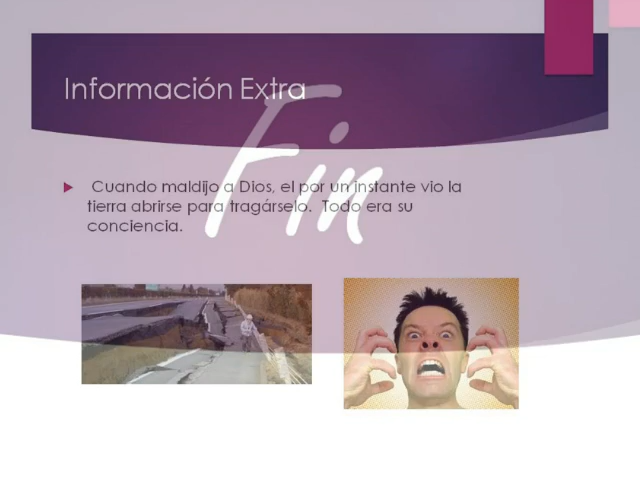 Información Extra
Fin
Cuando maldijo a Dios, el por un instante vio la
tierra abrirse para tragárselo. Todo era su
conciencia.